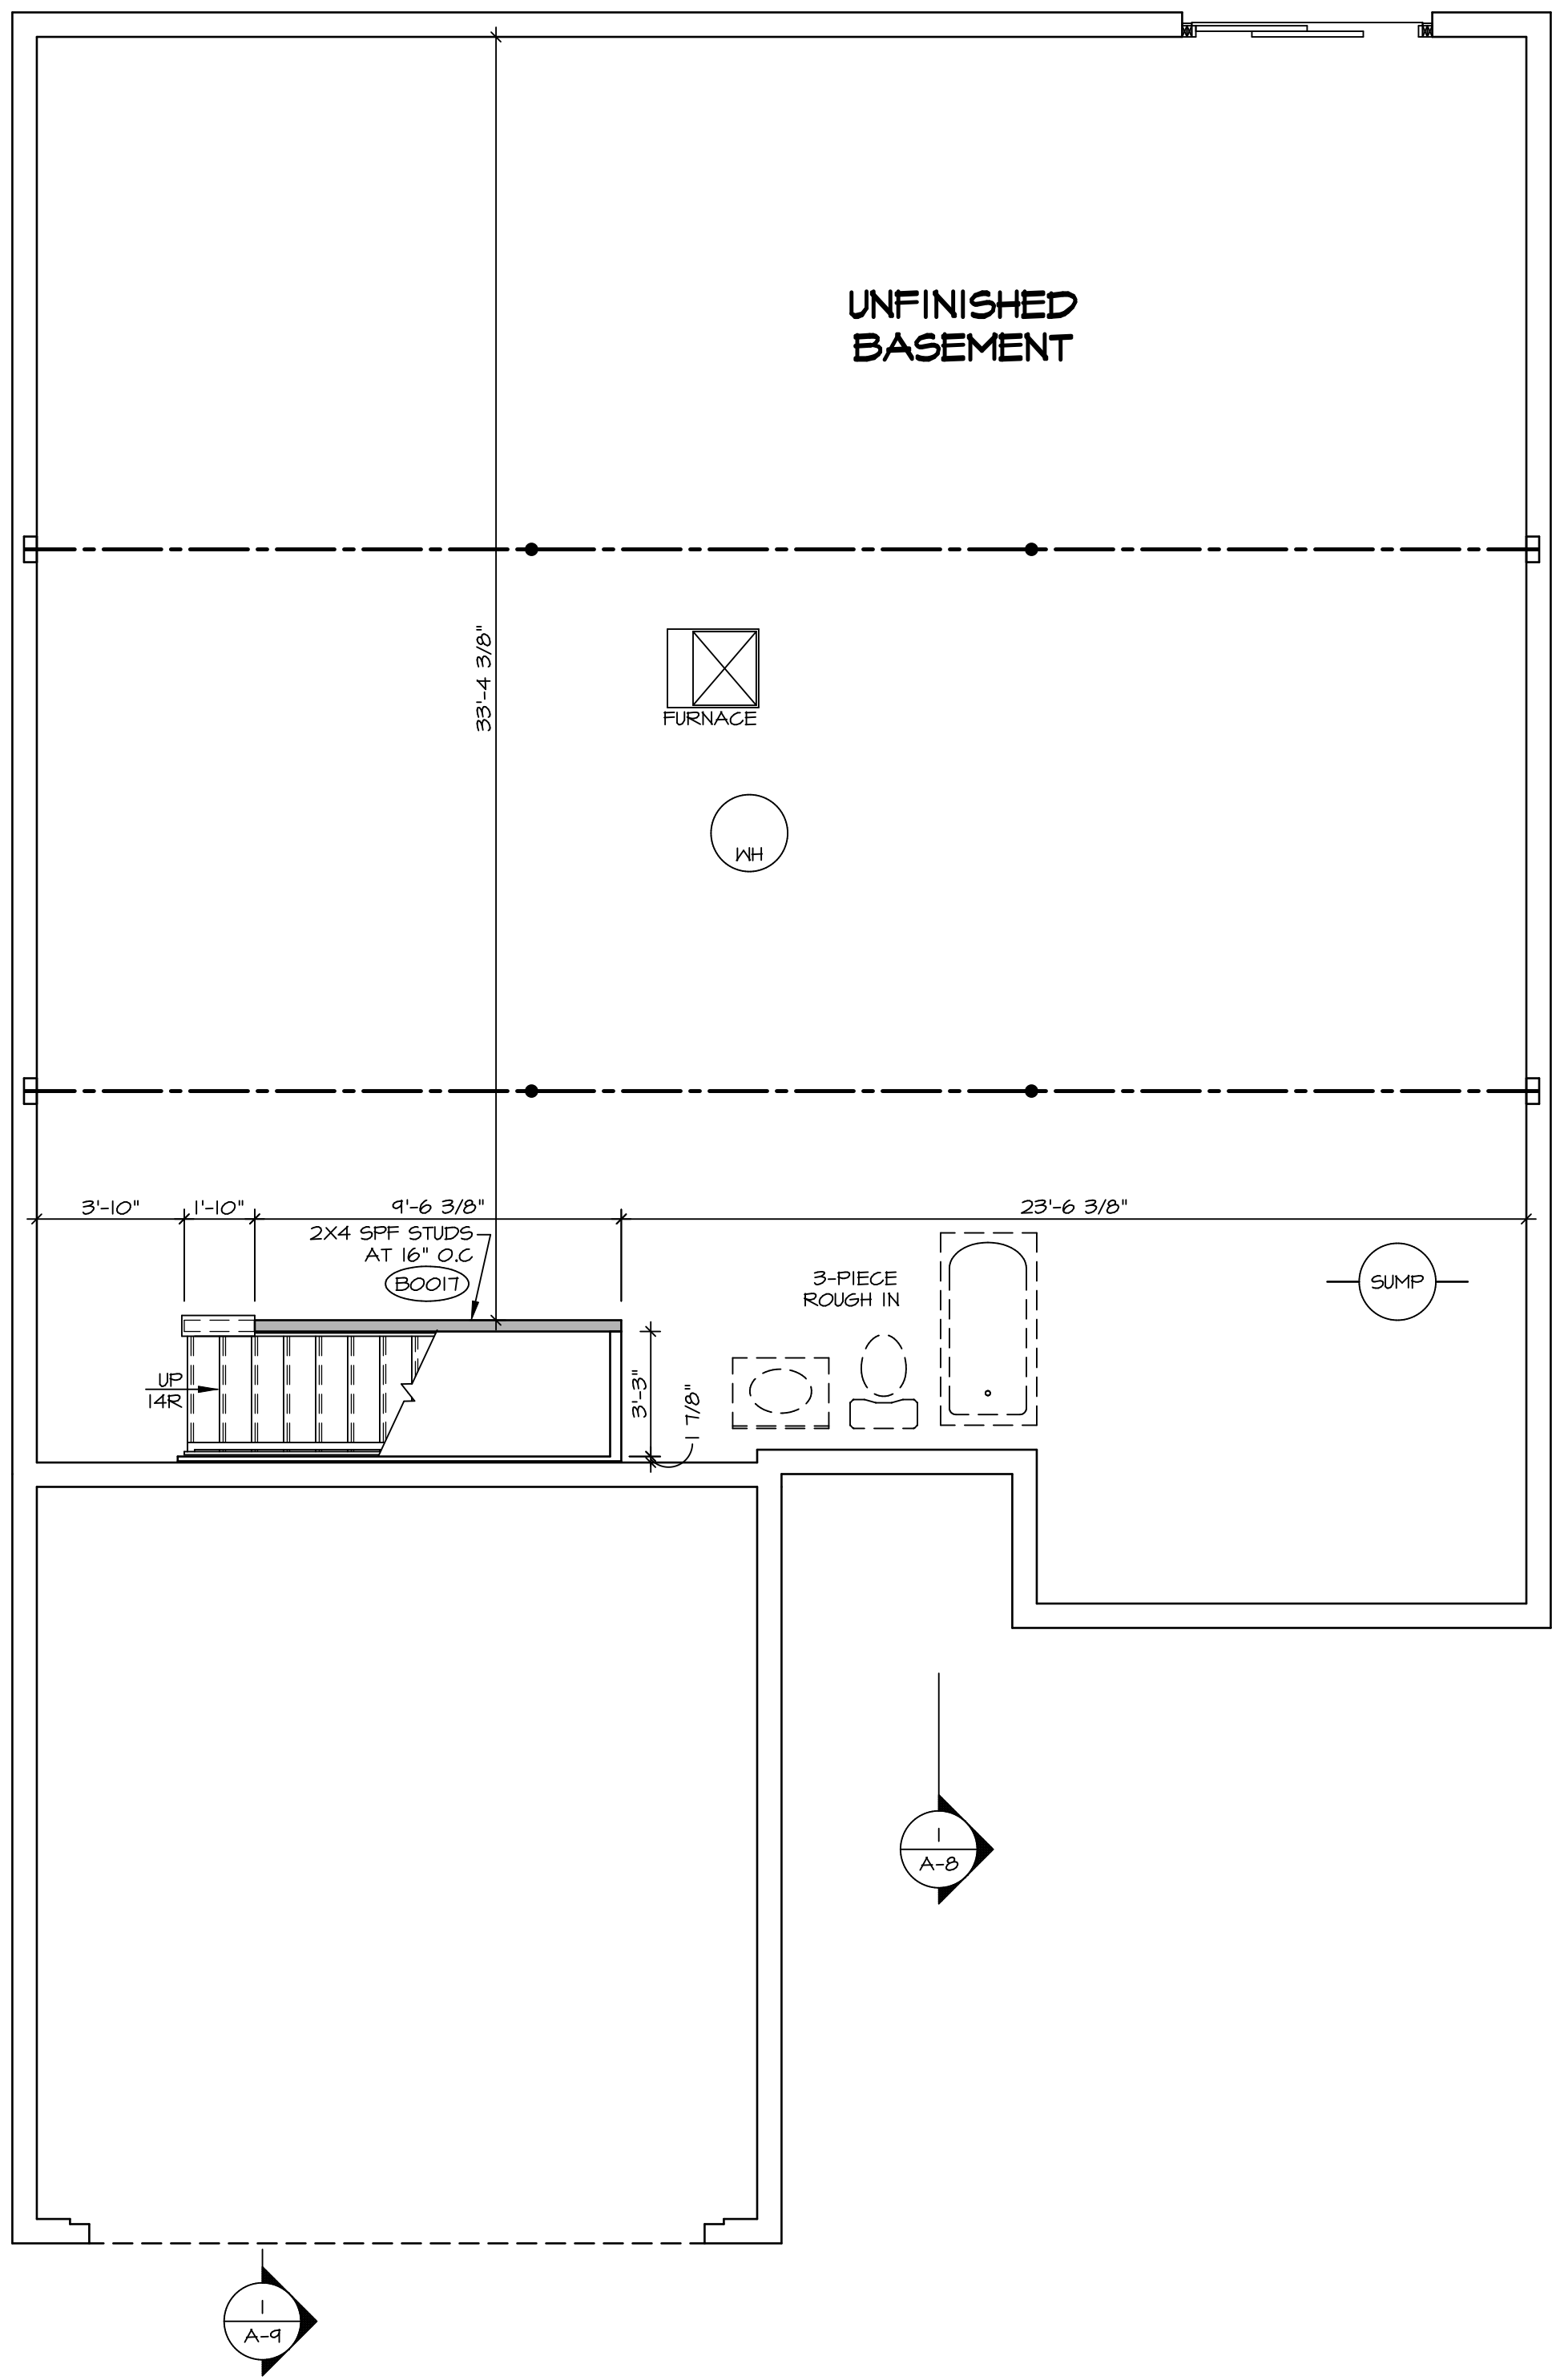 UNFINISHED
BASEMENT
33'-4 3/8"
FURNACE
WH
3'-10"
1'-10"
9'-6 3/8"
23'-6 3/8"
2X4 SPF STUDS
AT 16" O.C
B0017
3-PIECE
ROUGH IN
SUMP
UP
14R
3'-3"
1 7/8"
1
A-8
1
A-9